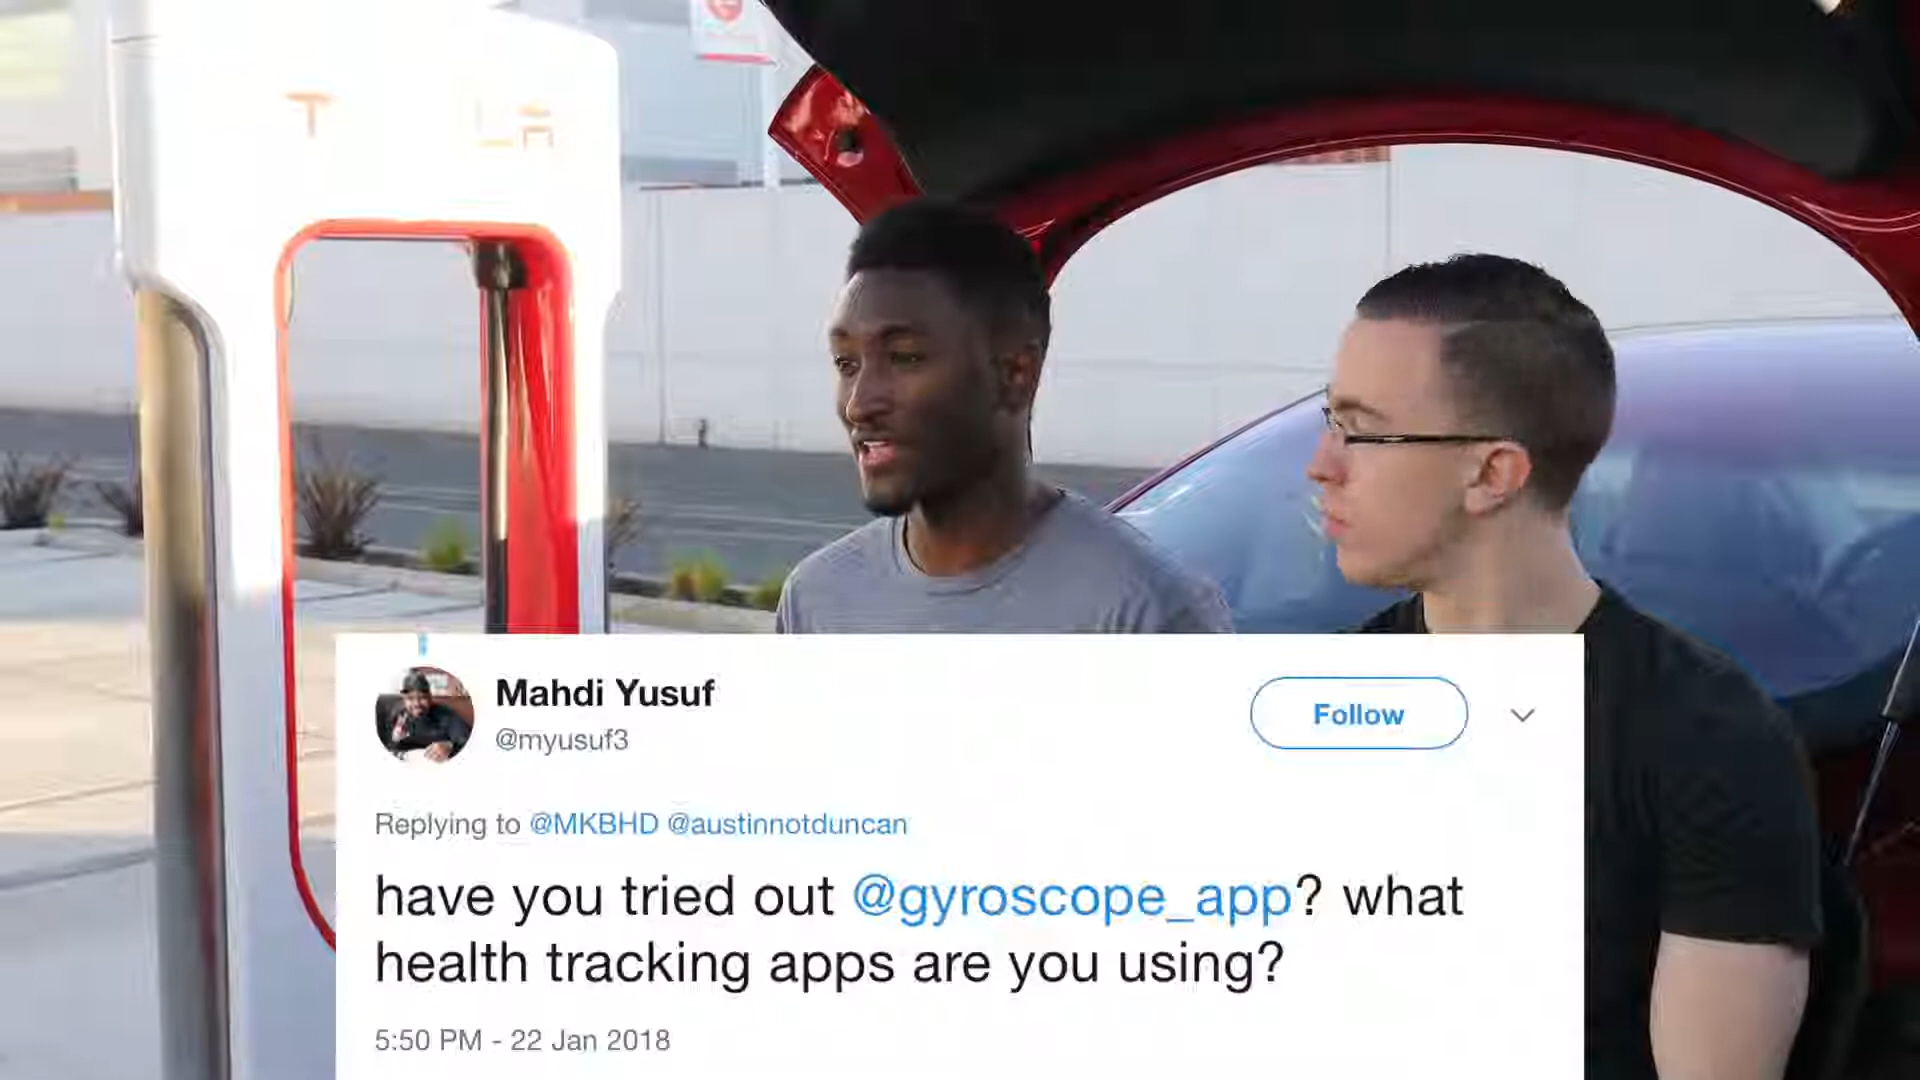 T LA
Mahdi Yusuf
@myusuf3
Follow
Replying to @MKBHD @austinnotduncan
have you tried out @gyroscope_app? what
health tracking apps are you using?
5:50 PM - 22 Jan 2018